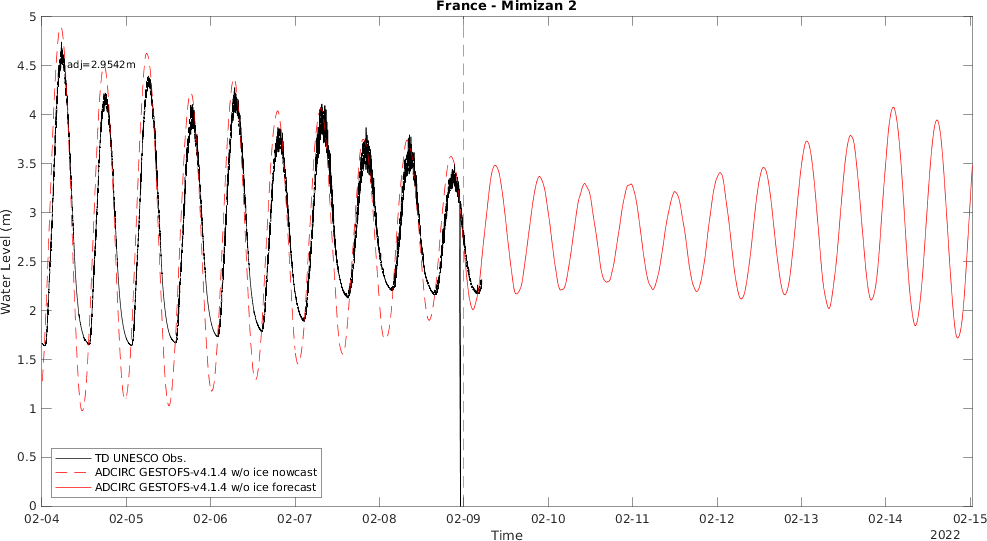 France - Mimizan 2
5
4.5
4
3.5
3
2.5
2
1.5
1
0.5
0
Water Level (m)
adj=2.9542m
TD UNESCO Obs.
ADCIRC GESTOFS-v4.1.4 w/o ice nowcast
ADCIRC GESTOFS-v4.1.4 w/o ice forecast
02-04 02-05 02-06 02-07 02-08 02-09 02-10 02-11 02-12 02-13 02-14 02-15
Time
2022